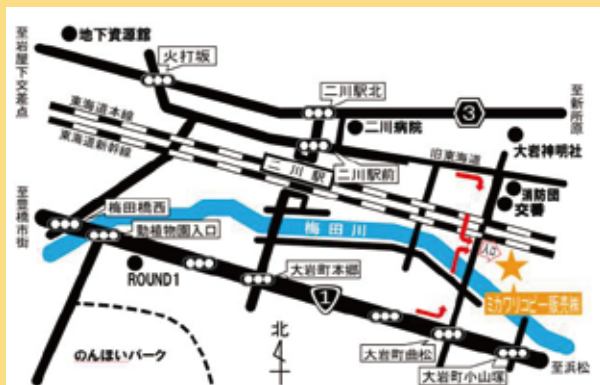 至岩屋下交差点
地下資源館
火打坂
二川駅北
3
至新所原
東海道本線
東海道新幹線
二川病院
旧東海道
大岩神明社
二川駅前
二川駅
消防団
交番
至豊橋市街
梅田橋西
動植物園入口
梅田川
入口
ROUND1
大岩町本郷
1
ミカワリコピー販売㈱
のんほいパーク
北
大岩町曲松
大岩町小山塚
至浜松